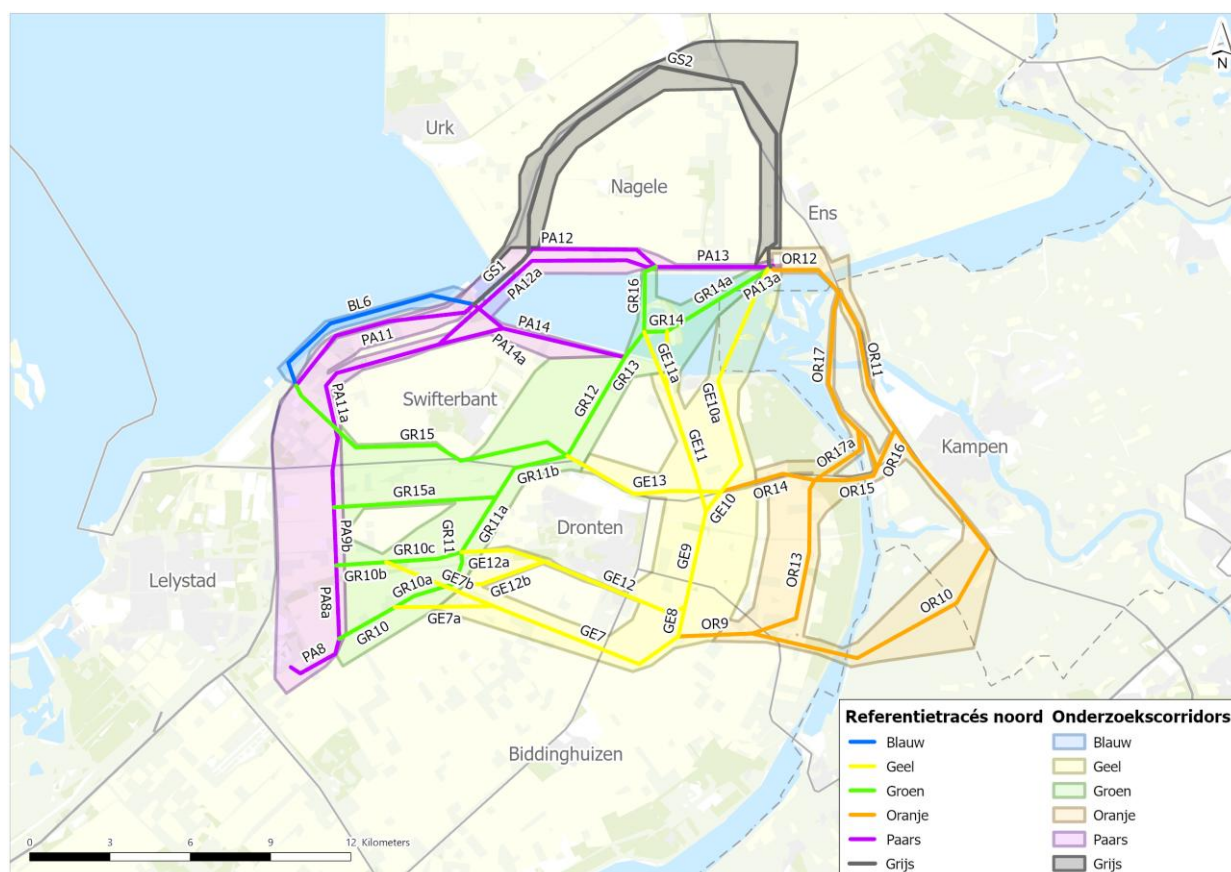 GS2
N
Urk
Nagele
Ens
PA12
GS1
PA12a
PA13
OR12
GR14a
PA13a
GR16
GR14
BL6
PA11
PA14
PA14a
GE11a
GR13
GR12
OR17
OR11
PA11a
Swifterbant
GE10a
GR15
GE11
Kampen
OR17a
OR16
GR11b
GE13
OR14
OR15
GR15a
GR11a
GE10
Dronten
PA9b
GR11
GR10c
GE9
Lelystad
GR10b
GE12a
GE7b
GE12b
GE12
OR13
PA8a
GR10a
OR10
GR10
GE7a
GE7
GE8
OR9
PA8
Biddinghuizen
Referentietracés noord Onderzoekscorridors
Blauw Blauw
Geel Geel
Groen Groen
Oranje Oranje
Paars Paars
Grijs Grijs
0 3 6 9 12 Kilometers